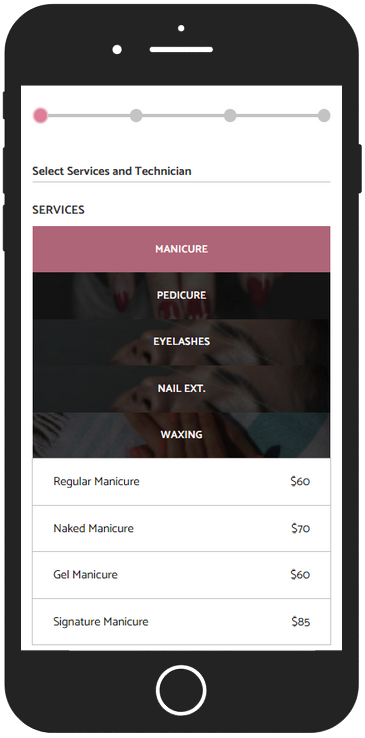 Select Services and Technician
SERVICES
MANICURE
PEDICURE
EYELASHES
NAIL EXT.
WAXING
Regular Manicure $60
Naked Manicure $70
Gel Manicure $60
Signature Manicure $85